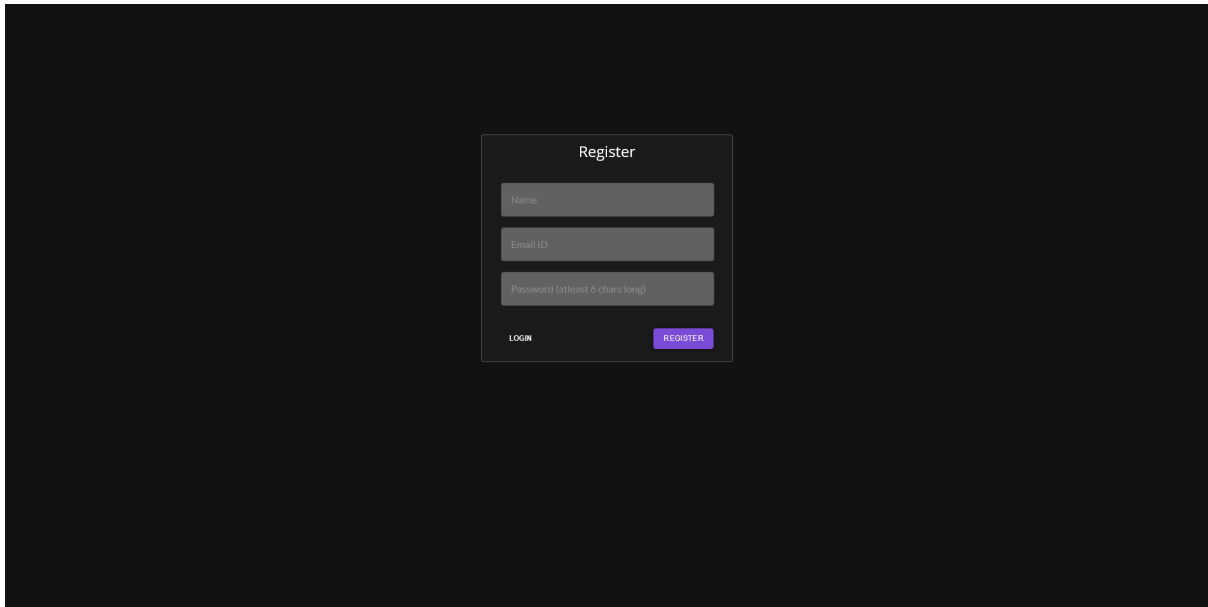 Register
Name
Email ID
Password (atleast 6 chars long)
LOGIN
REGISTER